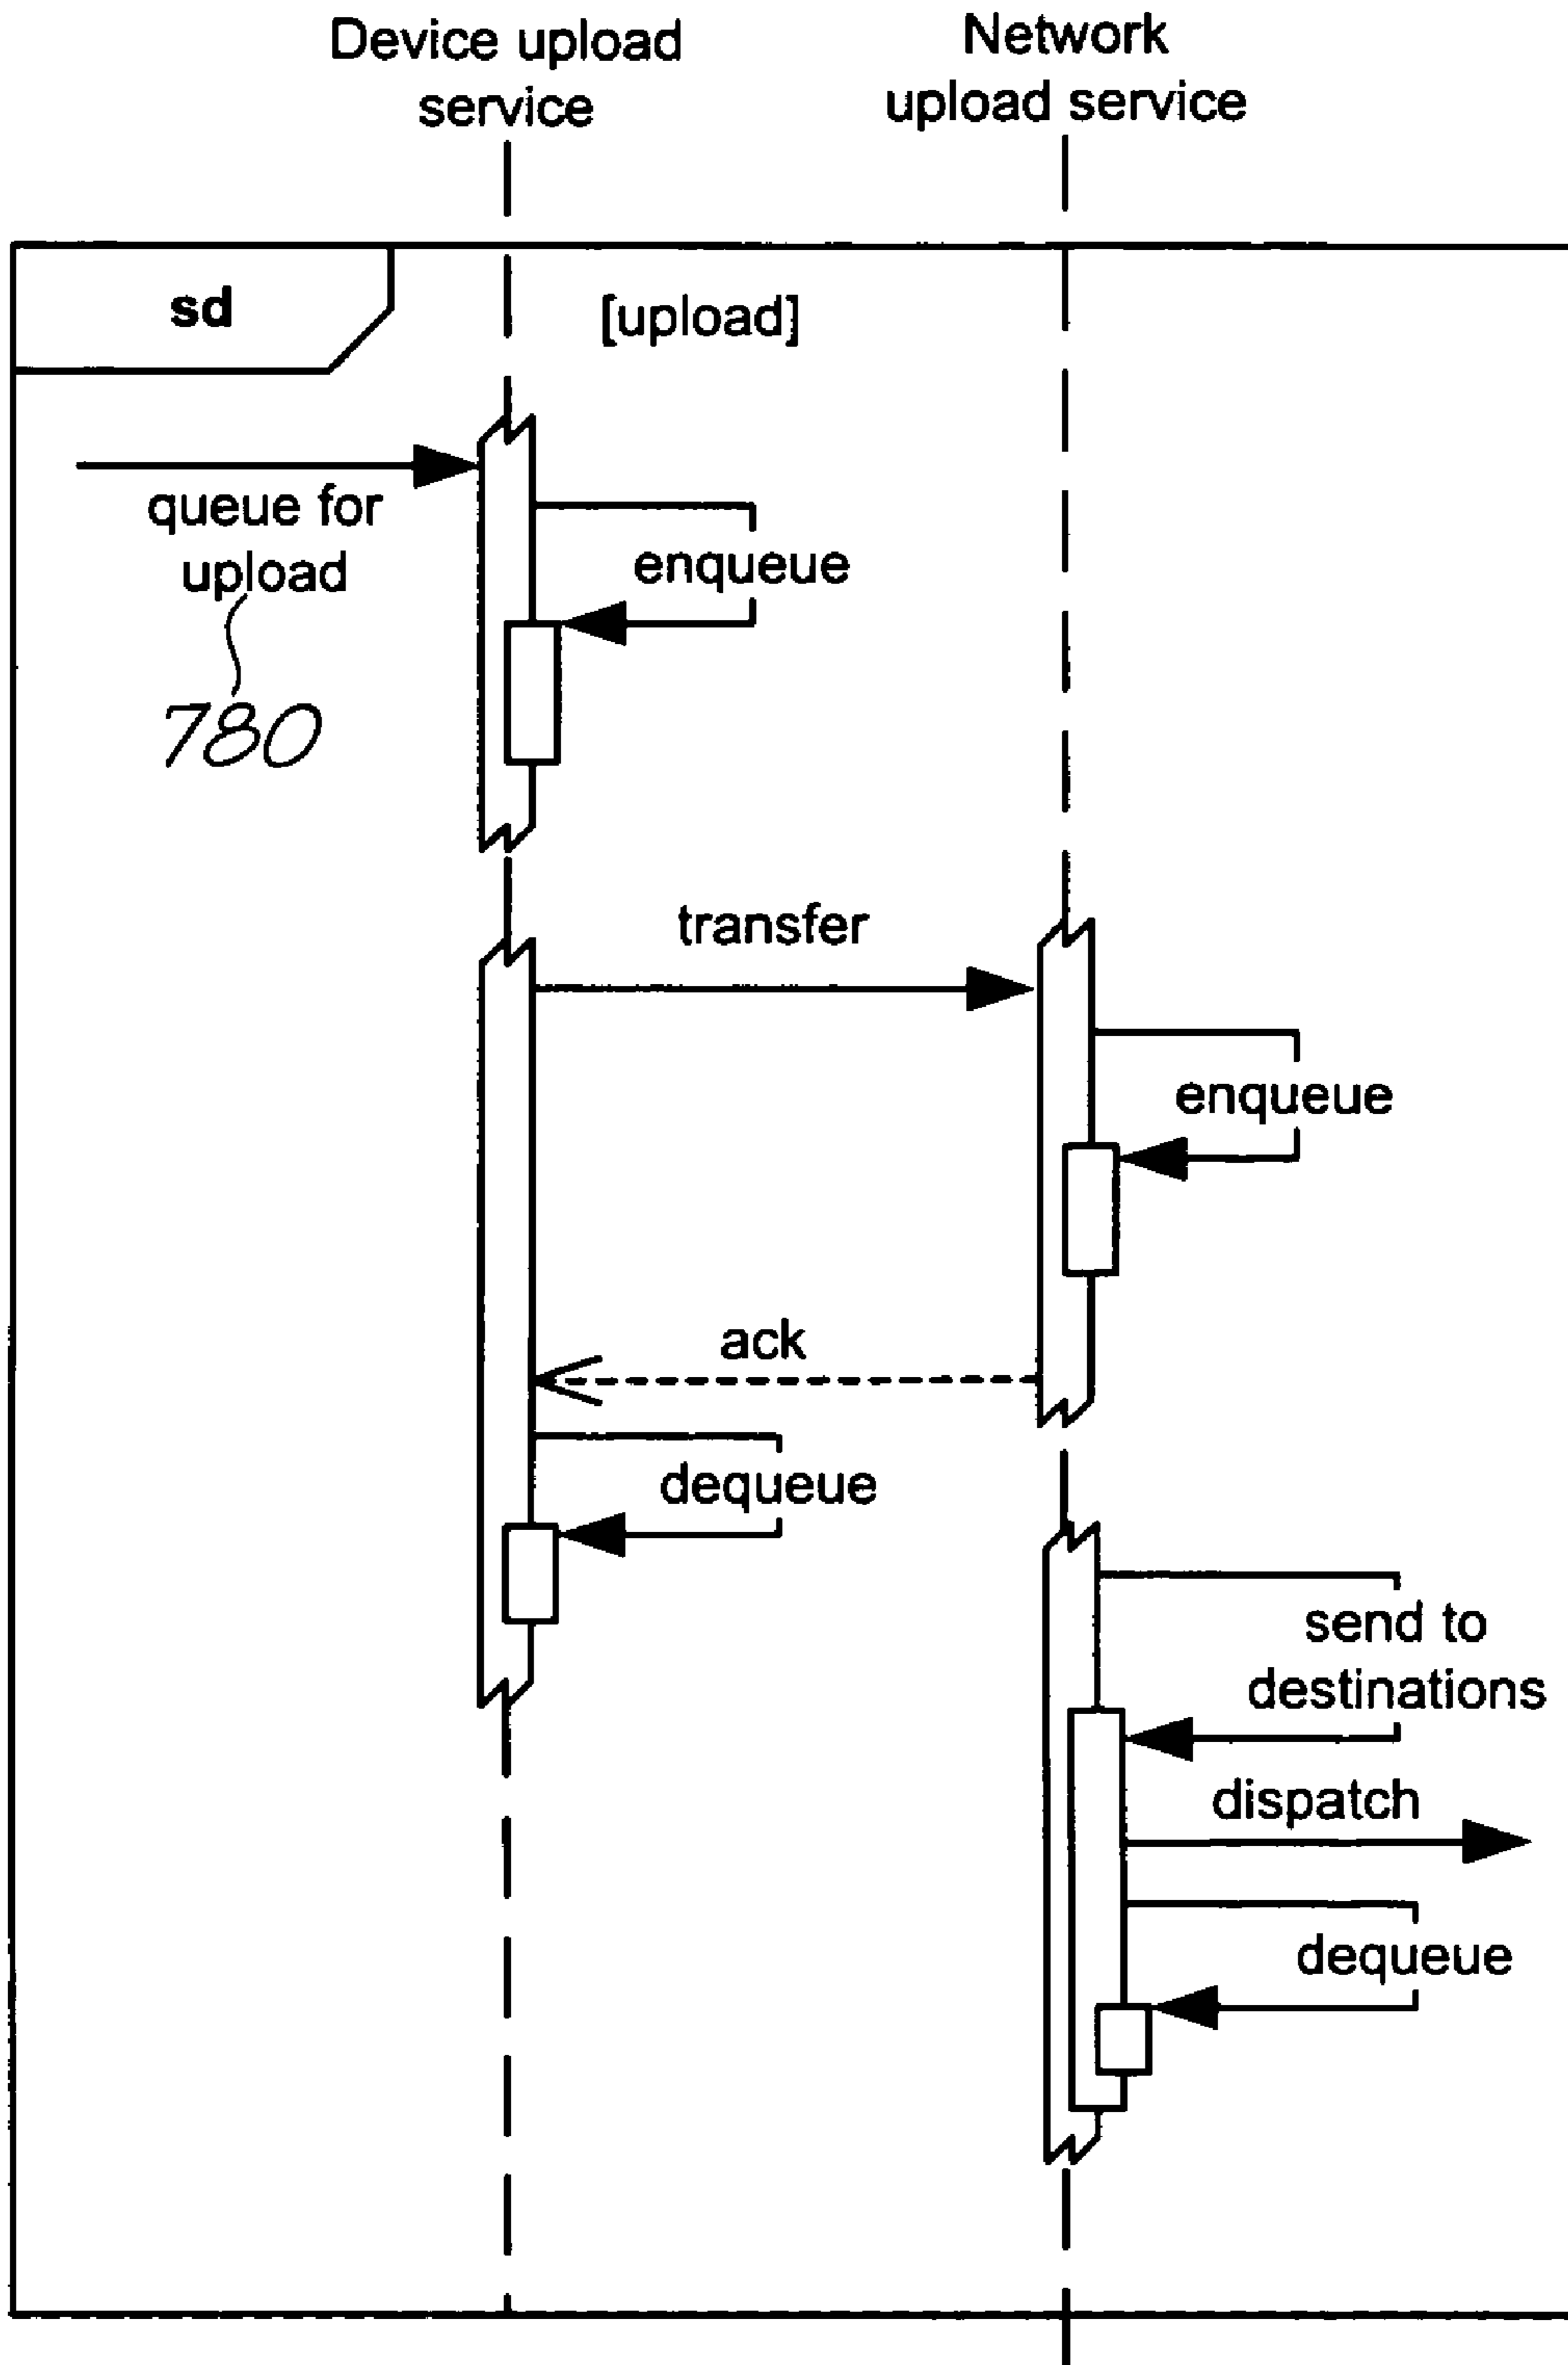 Device upload
service
Network
upload service
sd
[upload]
queue for
upload
780
enqueue
transfer
enqueue
ack
dequeue
send to
destinations
dispatch
dequeue